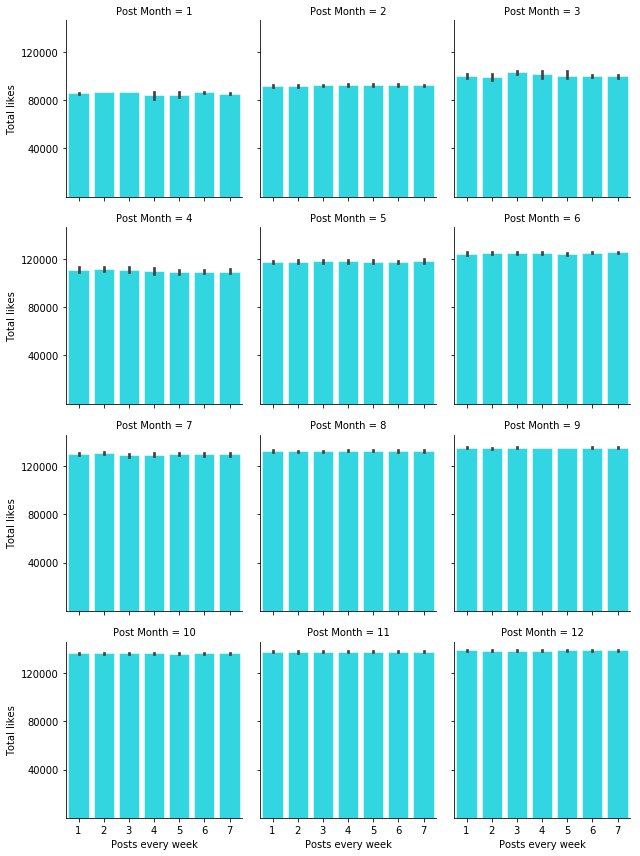 Post Month = 1
Post Month = 2
Post Month = 3
Total likes
120000
80000
40000
Post Month = 4
Post Month = 5
Post Month = 6
Total likes
120000
80000
40000
Post Month = 7
Post Month = 8
Post Month = 9
Total likes
120000
80000
40000
Post Month = 10
Post Month = 11
Post Month = 12
Total likes
120000
80000
40000
1 2 3 4 5 6 7
1 2 3 4 5 6 7
1 2 3 4 5 6 7
Posts every week
Posts every week
Posts every week